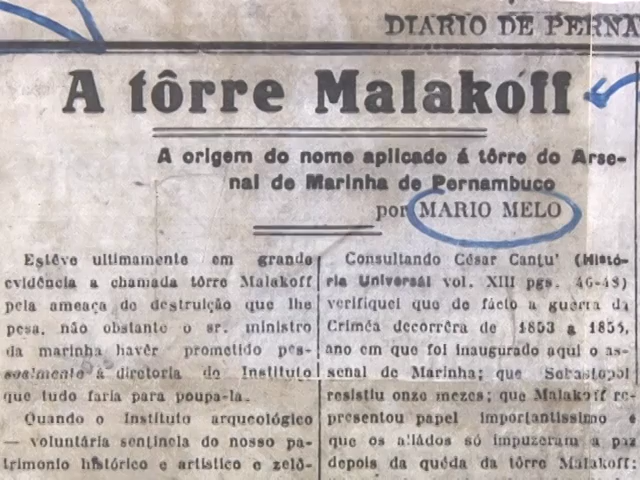 DIARIO DE PERNA
A tôrre Malakoff
A origem do nome aplicado á tôrre do Arse-
nal de Marinha de Pernambuco
por MARIO MELO
Estêve ultimamente em grande
evidência a chamada tôrre Malakoff
pela ameaça de destruição que lhe
pesa, não obstante o sr. ministro
da marinha havêr prometido pes-
soalmente á diretoria do Instituto
que tudo faria para poupa-la.
Quando o Instituto arqueológico
— voluntária sentinela do nosso pa-
trimonio histórico e artistico e zelô-
Consultando César Cantu' (Histó-
ria Universal vol. XIII pgs. 46-48)
verifiquei que de fácto a guerra da
Criméa decorrêra de 1853 a
ano em que foi inaugurado aqui o as-
senal de Marinha; que Sebastopol
resistiu onze mezes; que Malakoff re-
presentou papel importantissimo e
que os aliádos só impuzeram a paz
depois da quéda da tôrre Malakoff;